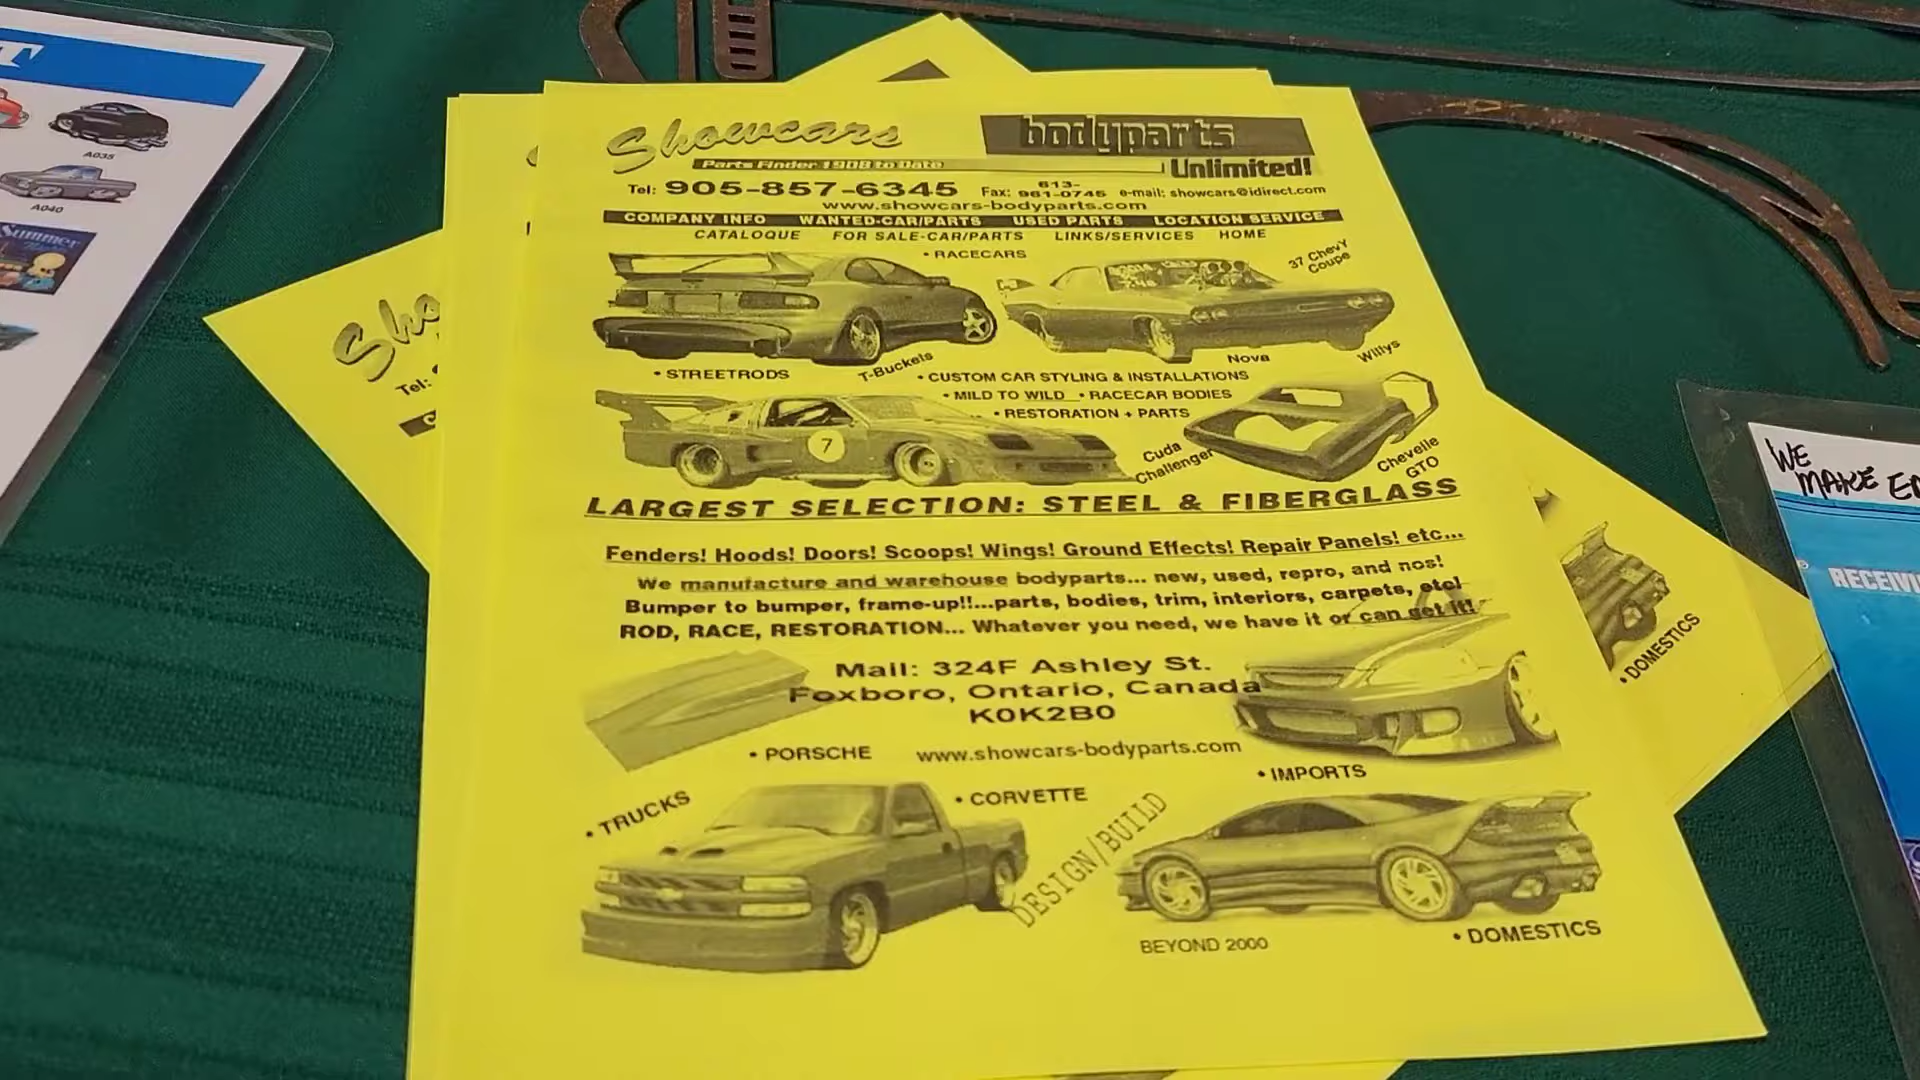 Showcars bodyparts
Parts Finder 1908 to Date Unlimited!
Tel: 905-857-6345 Fax: 613-961-0745 e-mail: showcars@idirect.com
www.showcars-bodyparts.com
COMPANY INFO WANTED-CAR/PARTS USED PARTS LOCATION SERVICE
CATALOQUE FOR SALE-CAR/PARTS LINKS/SERVICES HOME
• RACECARS
37 ChevY
Coupe
• STREETRODS
T-Buckets
Nova
Willys
• CUSTOM CAR STYLING & INSTALLATIONS
• MILD TO WILD • RACECAR BODIES
• RESTORATION + PARTS
7
Cuda
Challenger
Chevelle
GTO
LARGEST SELECTION: STEEL & FIBERGLASS
Fenders! Hoods! Doors! Scoops! Wings! Ground Effects! Repair Panels! etc...
We manufacture and warehouse bodyparts... new, used, repro, and nos!
Bumper to bumper, frame-up!!...parts, bodies, trim, interiors, carpets, etc!
ROD, RACE, RESTORATION... Whatever you need, we have it or can get it!
Mail: 324F Ashley St.
Foxboro, Ontario, Canada
K0K2B0
• PORSCHE
www.showcars-bodyparts.com
• IMPORTS
• TRUCKS
• CORVETTE
DESIGN/BUILD
BEYOND 2000
• DOMESTICS
Sho
Tel:
• DOMESTICS
A035
A040
Summer
WE
MAKE